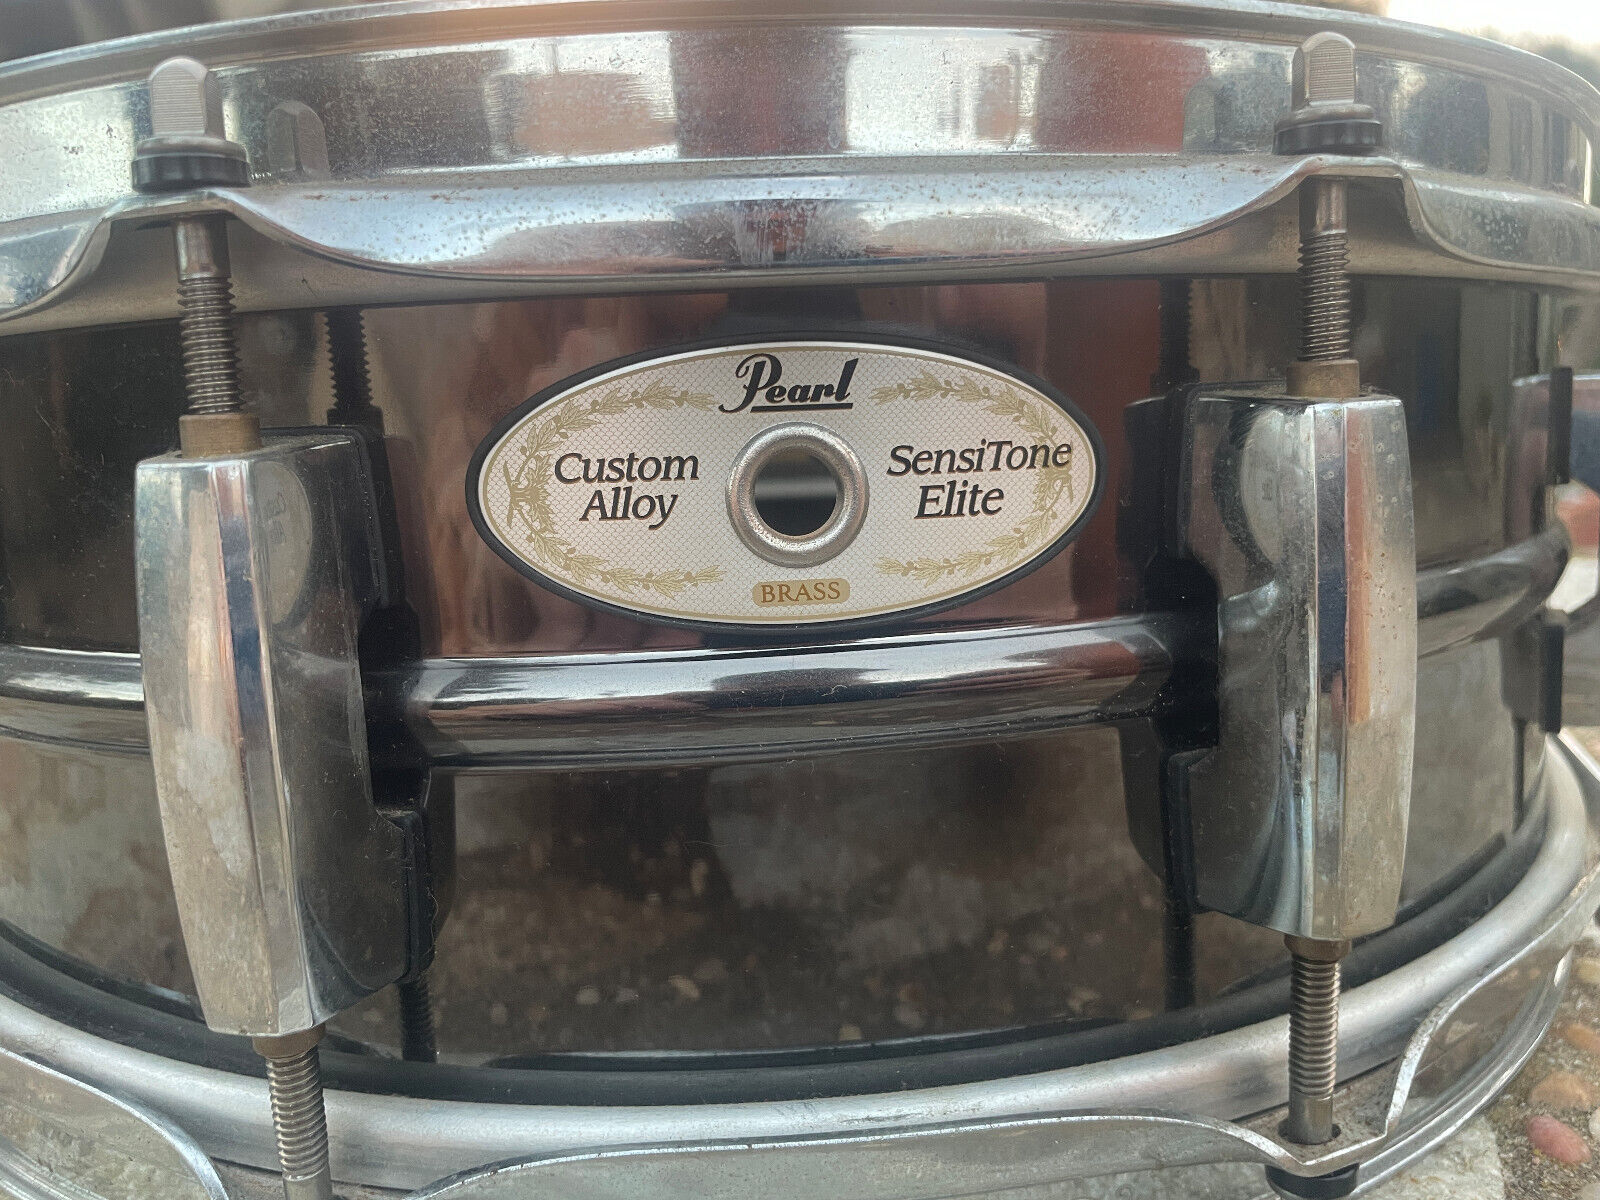 Pearl
Custom
Alloy
SensiTone
Elite
BRASS